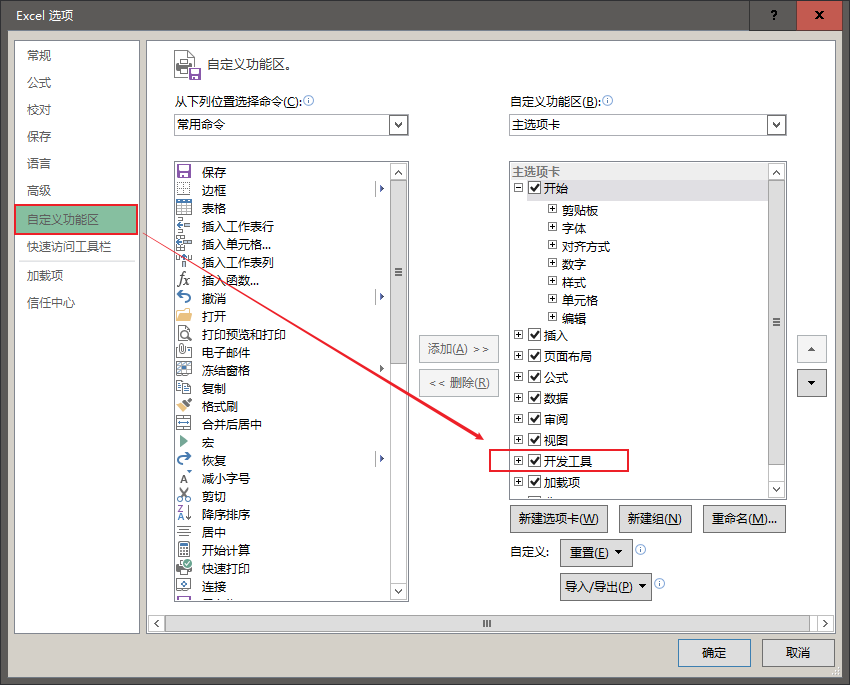 Excel 选项
?
x
常规
公式
校对
保存
语言
高级
自定义功能区
快速访问工具栏
加载项
信任中心
自定义功能区。
从下列位置选择命令(C):
常用命令
保存
边框
表格
插入工作表行
插入单元格...
插入工作表列
插入函数...
撤消
打开
打印预览和打印
电子邮件
冻结窗格
复制
格式刷
合并后居中
宏
恢复
减小字号
剪切
降序排序
居中
开始计算
快速打印
连接
添加(A) >>
<< 删除(R)
自定义功能区(B):
主选项卡
主选项卡
开始
剪贴板
字体
对齐方式
数字
样式
单元格
编辑
插入
页面布局
公式
数据
审阅
视图
开发工具
加载项
新建选项卡(W)
新建组(N)
重命名(M)...
自定义:
重置(E)
导入/导出(P)
确定
取消